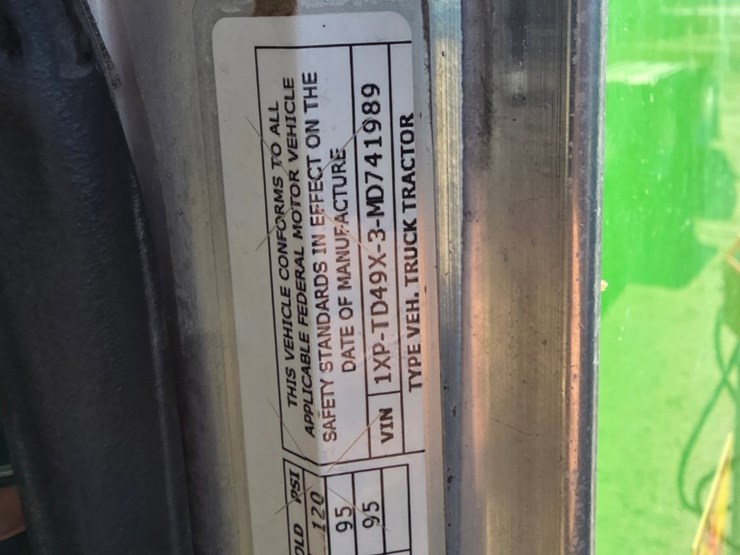 THIS VEHICLE CONFORMS TO ALL
APPLICABLE FEDERAL MOTOR VEHICLE
SAFETY STANDARDS IN EFFECT ON THE
DATE OF MANUFACTURE
VIN 1XP-TD49X-3-MD741989
TYPE VEH. TRUCK TRACTOR
PSI
120
95
95